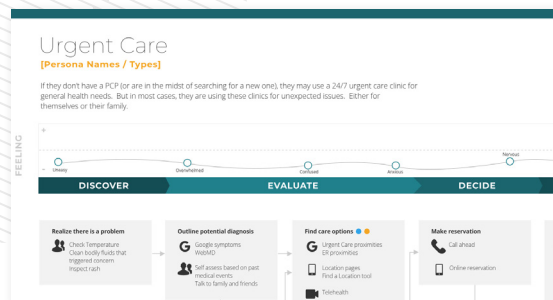 Urgent Care
[Persona Names / Types]
If they don't have a PCP (or are in the midst of searching for a new one), they may use a 24/7 urgent care clinic for
general health needs. But in most cases, they are using these clinics for unexpected issues. Either for
themselves or their family.
FEELING
+
-
Uneasy
Overwhelmed
Confused
Anxious
Nervous
DISCOVER
EVALUATE
DECIDE
Realize there is a problem
Check Temperature
Clean bodily fluids that
triggered concern
Inspect rash
Outline potential diagnosis
G
Google symptoms
WebMD
Self assess based on past
medical events
Talk to family and friends
Find care options
G
Urgent Care proximities
ER proximities
Location pages
Find a Location tool
Telehealth
Make reservation
Call ahead
Online reservation